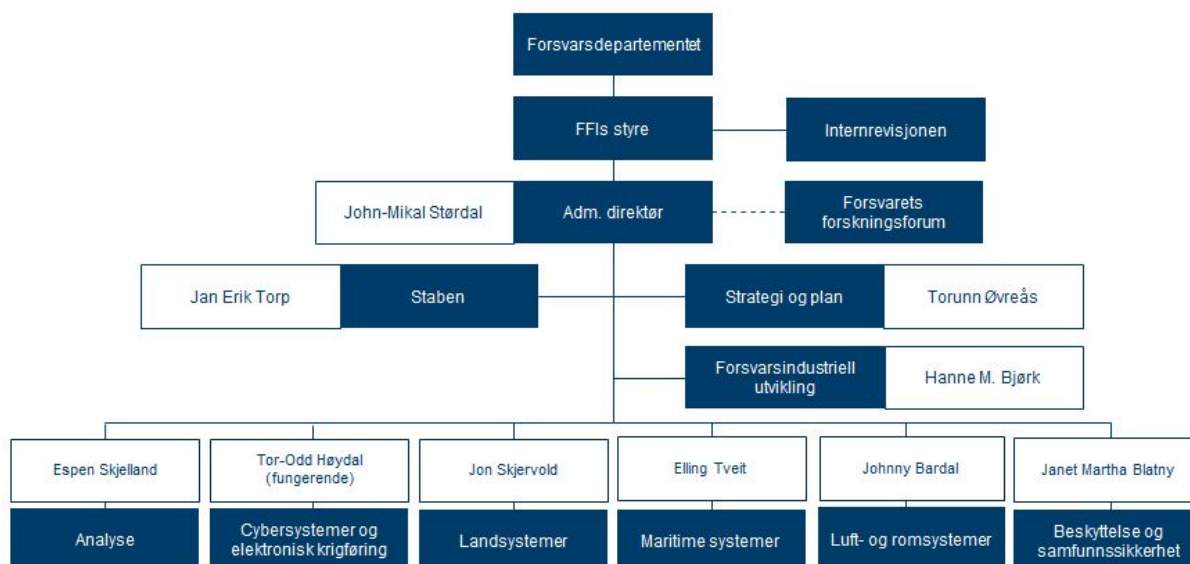 Forsvarsdepartementet
FFIs styre
Internrevisjonen
John-Mikal Størdal
Adm. direktør
Forsvarets
forskningsforum
Jan Erik Torp
Staben
Strategi og plan
Torunn Øvreås
Forsvarsindustriell
utvikling
Hanne M. Bjørk
Espen Skjelland
Tor-Odd Høydal
(fungerende)
Jon Skjervold
Elling Tveit
Johnny Bardal
Janet Martha Blatny
Analyse
Cybersystemer og
elektronisk krigføring
Landsystemer
Maritime systemer
Luft- og romsystemer
Beskyttelse og
samfunnssikkerhet